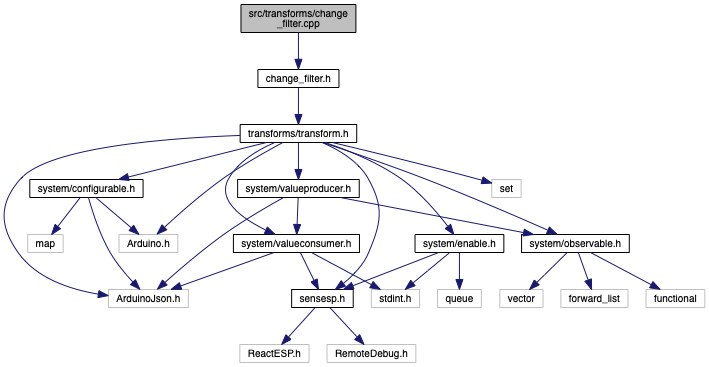 src/transforms/change
_filter.cpp
change_filter.h
transforms/transform.h
system/configurable.h
system/valueproducer.h
set
map
Arduino.h
system/valueconsumer.h
system/enable.h
system/observable.h
ArduinoJson.h
sensesp.h
stdint.h
queue
vector
forward_list
functional
ReactESP.h
RemoteDebug.h